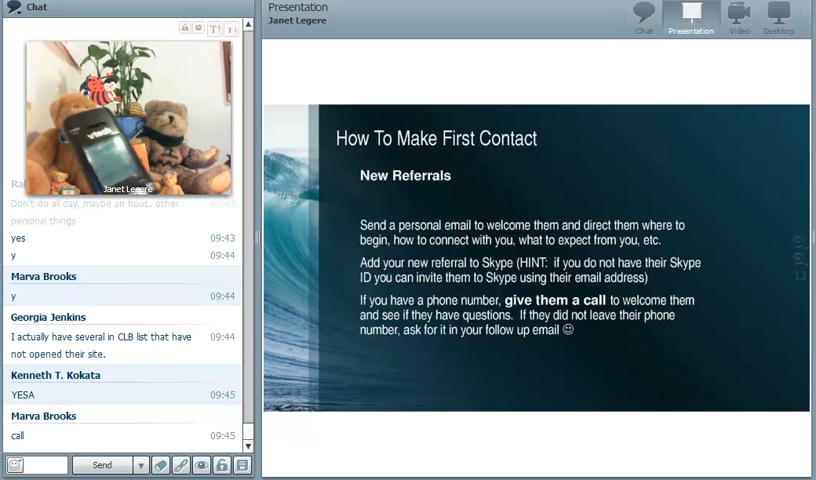 Chat
Presentation
Janet Legere
Chat
Presentation
Video
Desktop
vtech
Janet Legere
Don't do all day, maybe an hour.. other
09:43
personal things
yes
09:43
y
09:44
Marva Brooks
y
09:44
Georgia Jenkins
I actually have several in CLB list that have
09:44
not opened their site.
Kenneth T. Kokata
YESA
09:45
Marva Brooks
call
09:45
Send
How To Make First Contact
New Referrals
Send a personal email to welcome them and direct them where to
begin, how to connect with you, what to expect from you, etc.
Add your new referral to Skype (HINT:  if you do not have their Skype
ID you can invite them to Skype using their email address)
If you have a phone number, give them a call to welcome them
and see if they have questions.  If they did not leave their phone
number, ask for it in your follow up email ☺